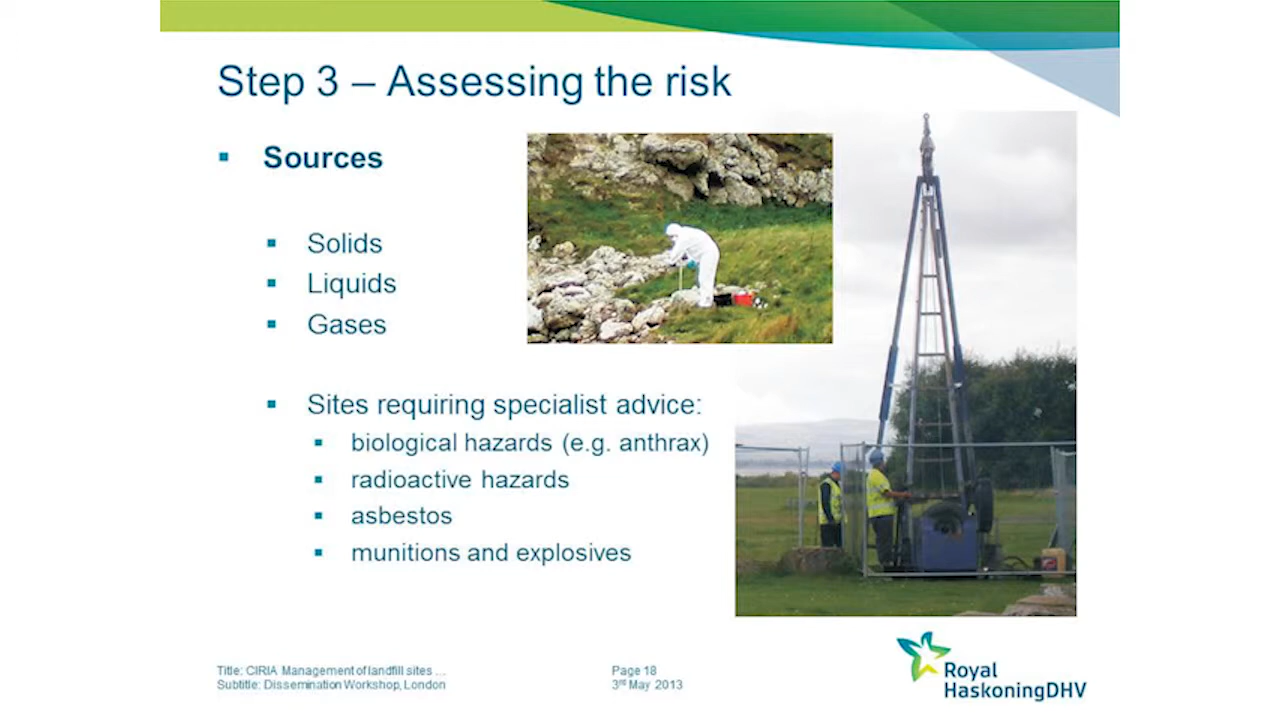 Step 3 – Assessing the risk
Sources
Solids
Liquids
Gases
Sites requiring specialist advice:
biological hazards (e.g. anthrax)
radioactive hazards
asbestos
munitions and explosives
Title: CIRIA Management of landfill sites ...
Subtitle: Dissemination Workshop, London
Page 18
3rd May 2013
Royal
HaskoningDHV